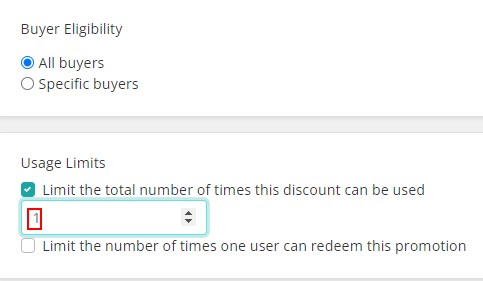 Buyer Eligibility
All buyers
Specific buyers
Usage Limits
Limit the total number of times this discount can be used
1
Limit the number of times one user can redeem this promotion